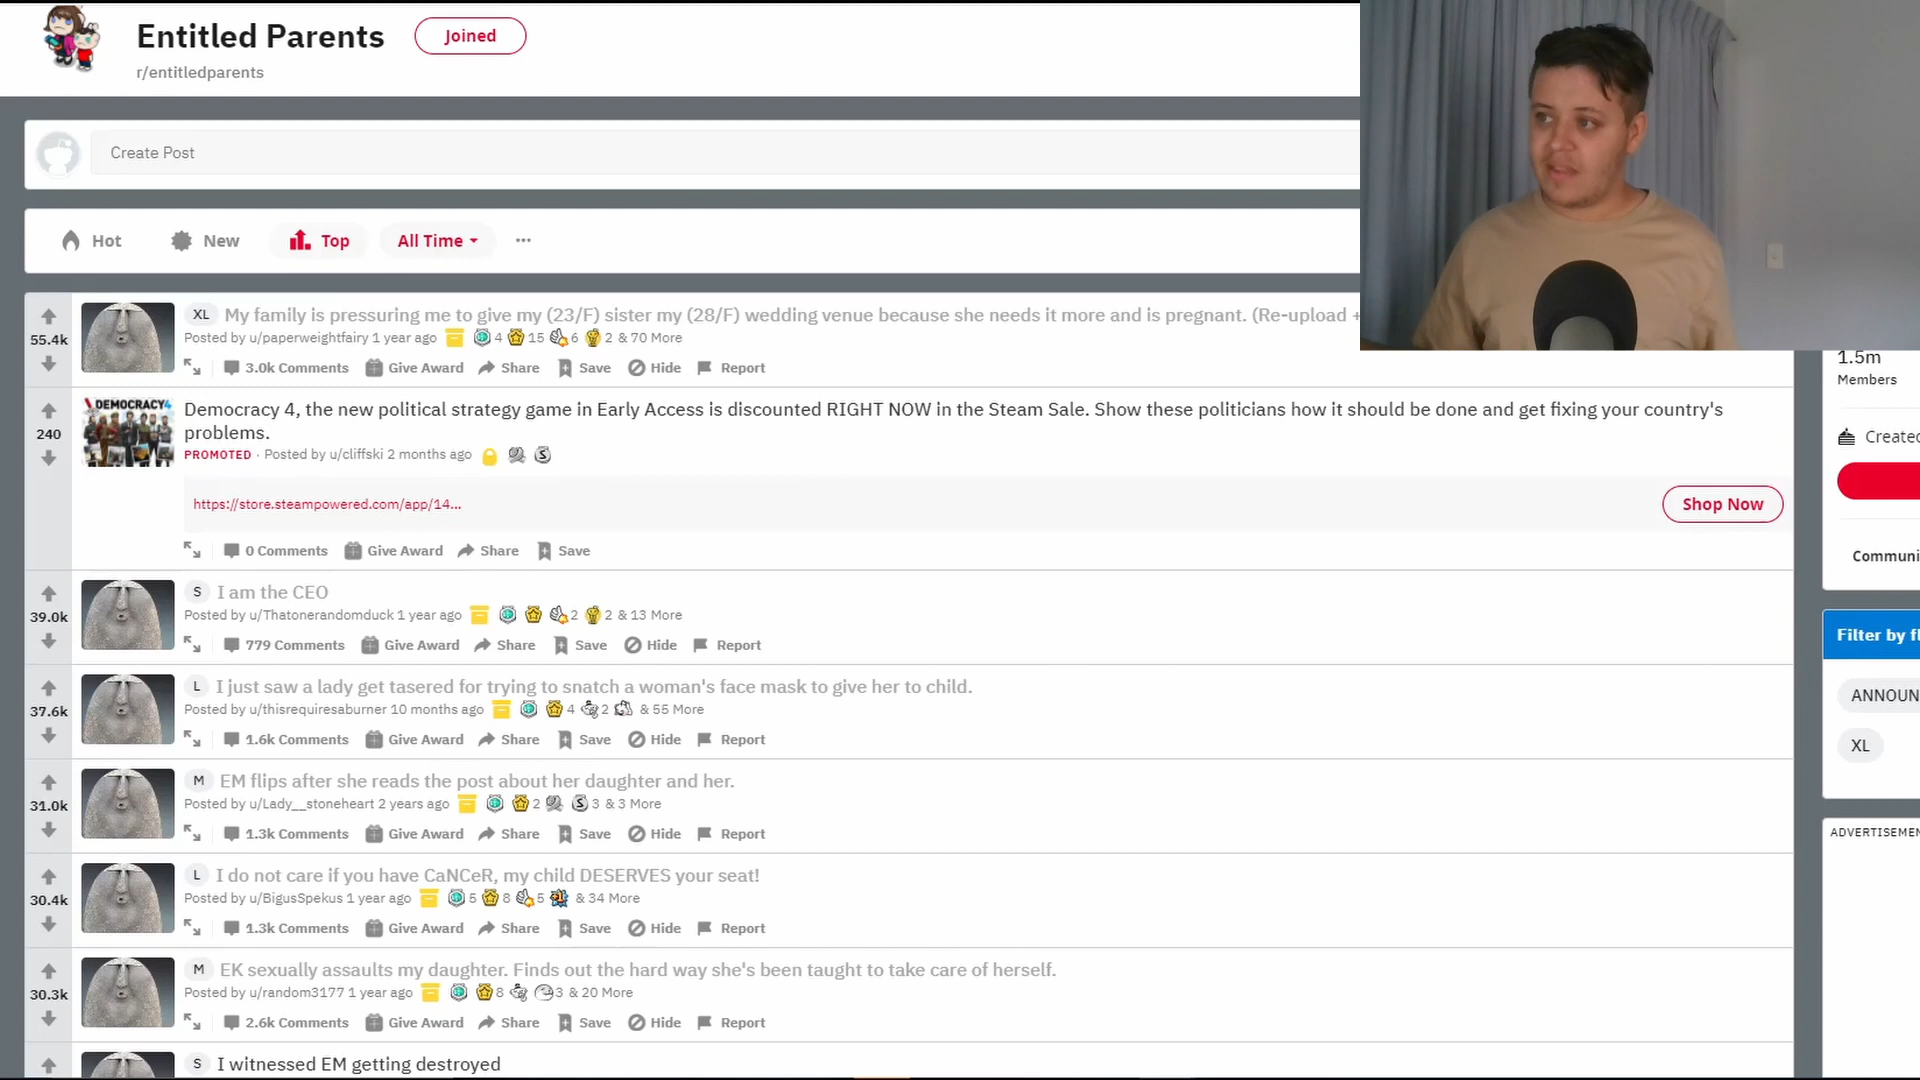 Entitled Parents
Joined
r/entitledparents
Create Post
Hot
New
Top
All Time
XL My family is pressuring me to give my (23/F) sister my (28/F) wedding venue because she needs it more and is pregnant. (Re-upload +
55.4k
Posted by u/paperweightfairy 1 year ago 4 15 6 2 & 70 More
3.0k Comments Give Award Share Save Hide Report
1.5m
Members
DEMOCRACY4
Democracy 4, the new political strategy game in Early Access is discounted RIGHT NOW in the Steam Sale. Show these politicians how it should be done and get fixing your country's
240
problems.
PROMOTED · Posted by u/cliffski 2 months ago S
Created
https://store.steampowered.com/app/14...
Shop Now
0 Comments Give Award Share Save
Communi
S I am the CEO
39.0k
Posted by u/Thatonerandomduck 1 year ago 2 2 & 13 More
779 Comments Give Award Share Save Hide Report
Filter by fl
L I just saw a lady get tasered for trying to snatch a woman's face mask to give her to child.
37.6k
Posted by u/thisrequiresaburner 10 months ago 4 2 & 55 More
1.6k Comments Give Award Share Save Hide Report
ANNOUN
XL
M EM flips after she reads the post about her daughter and her.
31.0k
Posted by u/Lady__stoneheart 2 years ago 2 S 3 & 3 More
1.3k Comments Give Award Share Save Hide Report
ADVERTISEMEN
L I do not care if you have CaNCeR, my child DESERVES your seat!
30.4k
Posted by u/BigusSpekus 1 year ago 5 8 5 +1 & 34 More
1.3k Comments Give Award Share Save Hide Report
M EK sexually assaults my daughter. Finds out the hard way she's been taught to take care of herself.
30.3k
Posted by u/random3177 1 year ago 8 3 & 20 More
2.6k Comments Give Award Share Save Hide Report
S I witnessed EM getting destroyed